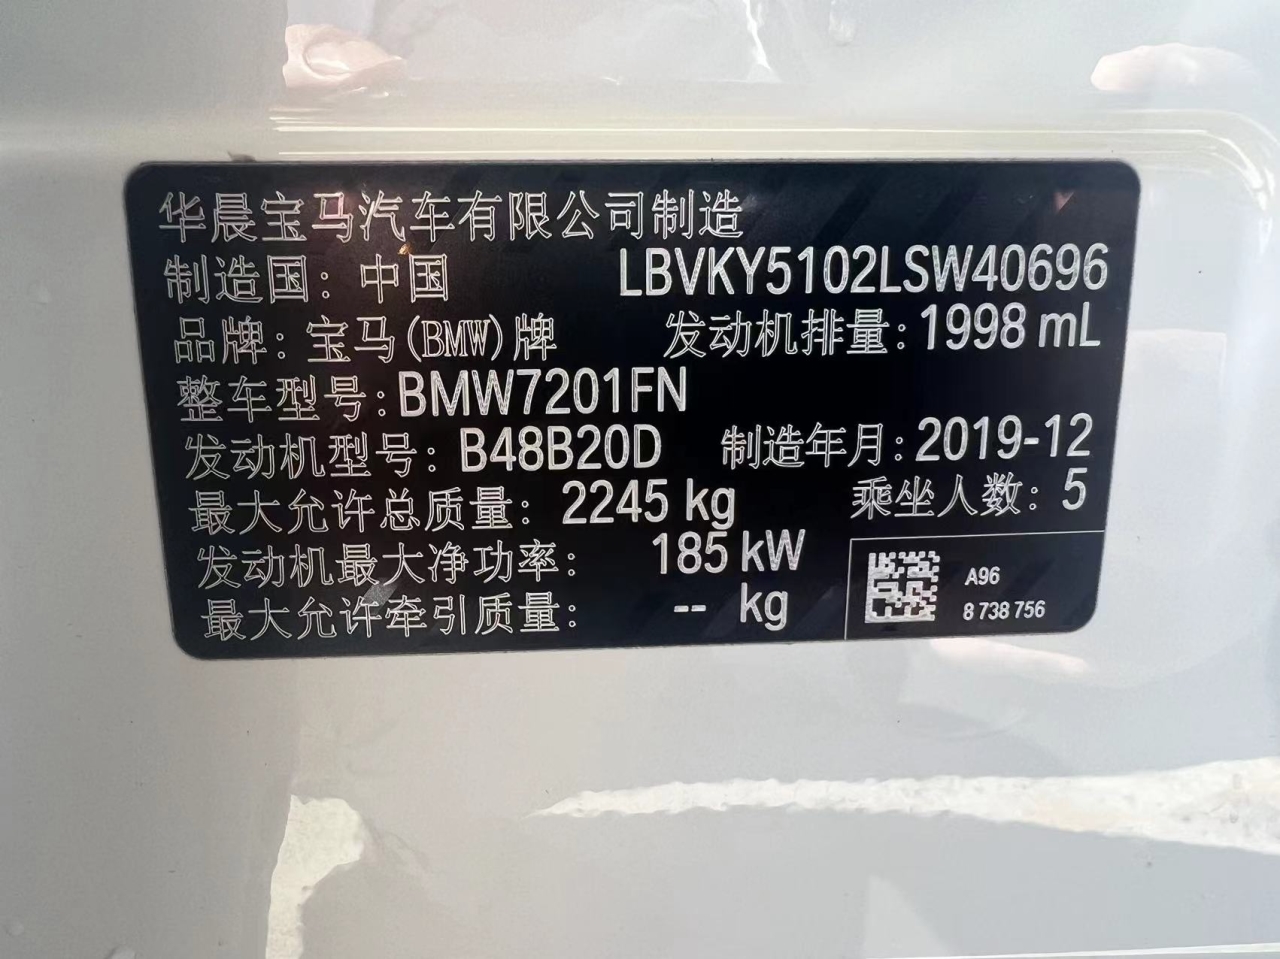 华晨宝马汽车有限公司制造
制造国：中国 LBVKY5102LSW40696
品牌：宝马(BMW)牌 发动机排量：1998 mL
整车型号：BMW7201FN
发动机型号：B48B20D 制造年月：2019-12
最大允许总质量：2245 kg 乘坐人数：5
发动机最大净功率：185 kW
最大允许牵引质量：-- kg
A96
8 738 756